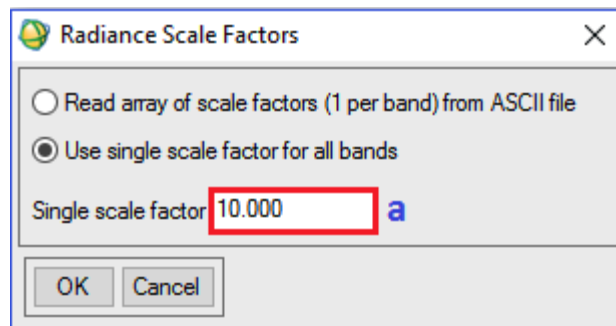 Radiance Scale Factors
Read array of scale factors (1 per band) from ASCII file
Use single scale factor for all bands
Single scale factor 10.000 a
OK Cancel